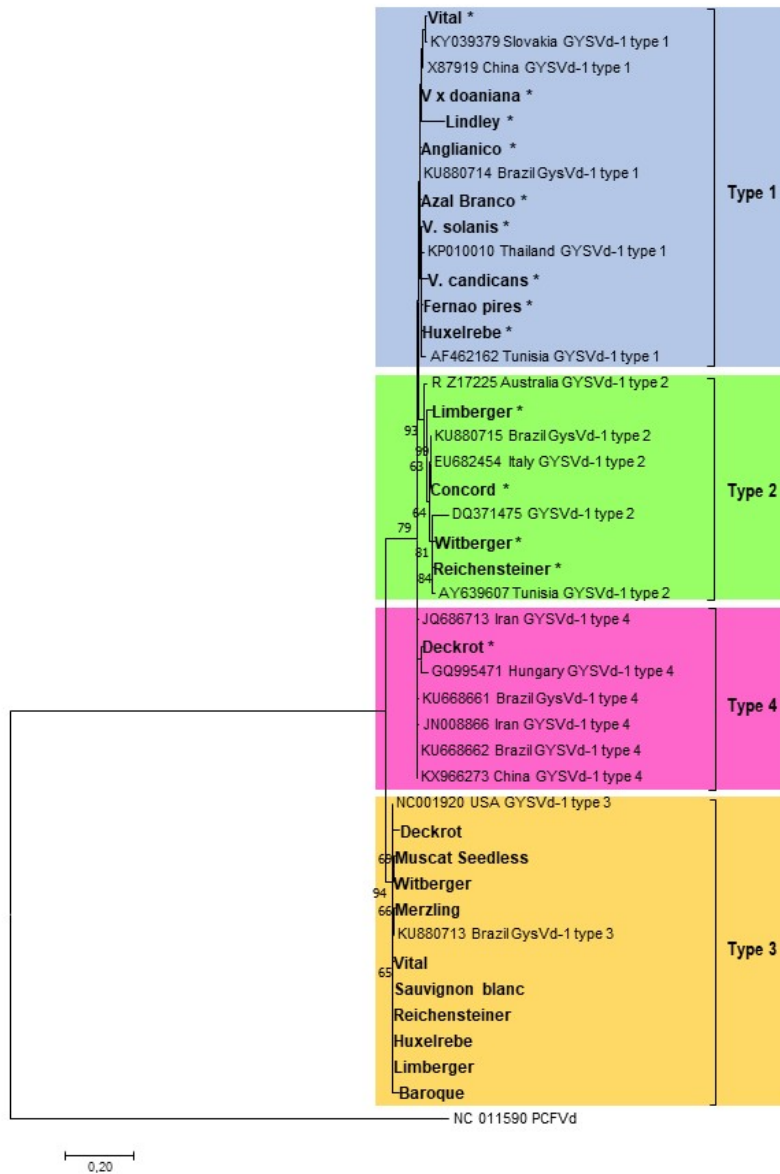 Vital *
KY039379 Slovakia GYSVd-1 type 1
X87919 China GYSVd-1 type 1
V x doaniana *
Lindley *
Anglianico *
KU880714 Brazil GysVd-1 type 1
Azal Branco *
V. solanis *
KP010010 Thailand GYSVd-1 type 1
V. candicans *
Fernao pires *
Huxelrebe *
AF462162 Tunisia GYSVd-1 type 1
Type 1
R Z17225 Australia GYSVd-1 type 2
Limberger *
93
KU880715 Brazil GysVd-1 type 2
99
EU682454 Italy GYSVd-1 type 2
63
Concord *
64
DQ371475 GYSVd-1 type 2
79
Witberger *
81
Reichensteiner *
84
AY639607 Tunisia GYSVd-1 type 2
Type 2
JQ686713 Iran GYSVd-1 type 4
Deckrot *
GQ995471 Hungary GYSVd-1 type 4
KU668661 Brazil GysVd-1 type 4
JN008866 Iran GYSVd-1 type 4
KU668662 Brazil GYSVd-1 type 4
KX966273 China GYSVd-1 type 4
Type 4
NC001920 USA GYSVd-1 type 3
Deckrot
Muscat Seedless
Witberger
94
66
Merzling
KU880713 Brazil GysVd-1 type 3
Vital
65
Sauvignon blanc
Reichensteiner
Huxelrebe
Limberger
Baroque
Type 3
NC 011590 PCFVd
0,20